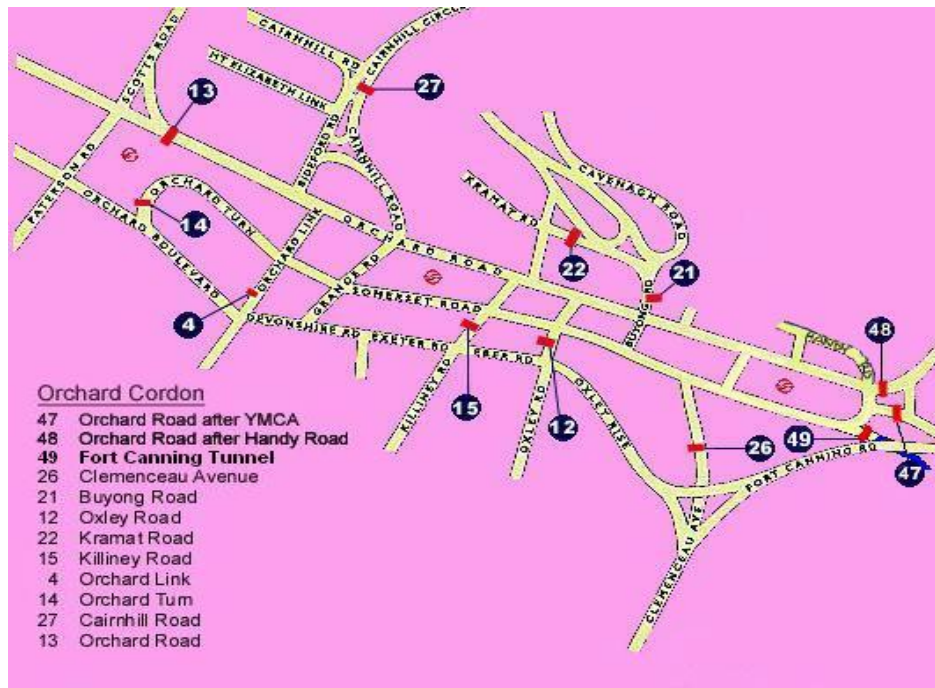 CAIRNHILL RD
CAIRNHILL CIRCLE
SCOTTS ROAD
MT ELIZABETH LINK
27
13
BIDEFORD RD
CAIRNHILL ROAD
PATERSON RD
ORCHARD TURN
14
ORCHARD BOULEVARD
ORCHARD LINK
ORCHARD ROAD
KRAMAT RD
CAVENAGH ROAD
22
21
BUYONG RD
4
SOMERSET ROAD
DEVONSHIRE RD
EXETER RD
EBER RD
KILLINEY RD
15
OXLEY RD
12
OXLEY RISE
48
26
49
47
FORT CANNING RD
CLEMENCEAU AVE
Orchard Cordon
47 Orchard Road after YMCA
48 Orchard Road after Handy Road
49 Fort Canning Tunnel
26 Clemenceau Avenue
21 Buyong Road
12 Oxley Road
22 Kramat Road
15 Killiney Road
4 Orchard Link
14 Orchard Turn
27 Cairnhill Road
13 Orchard Road